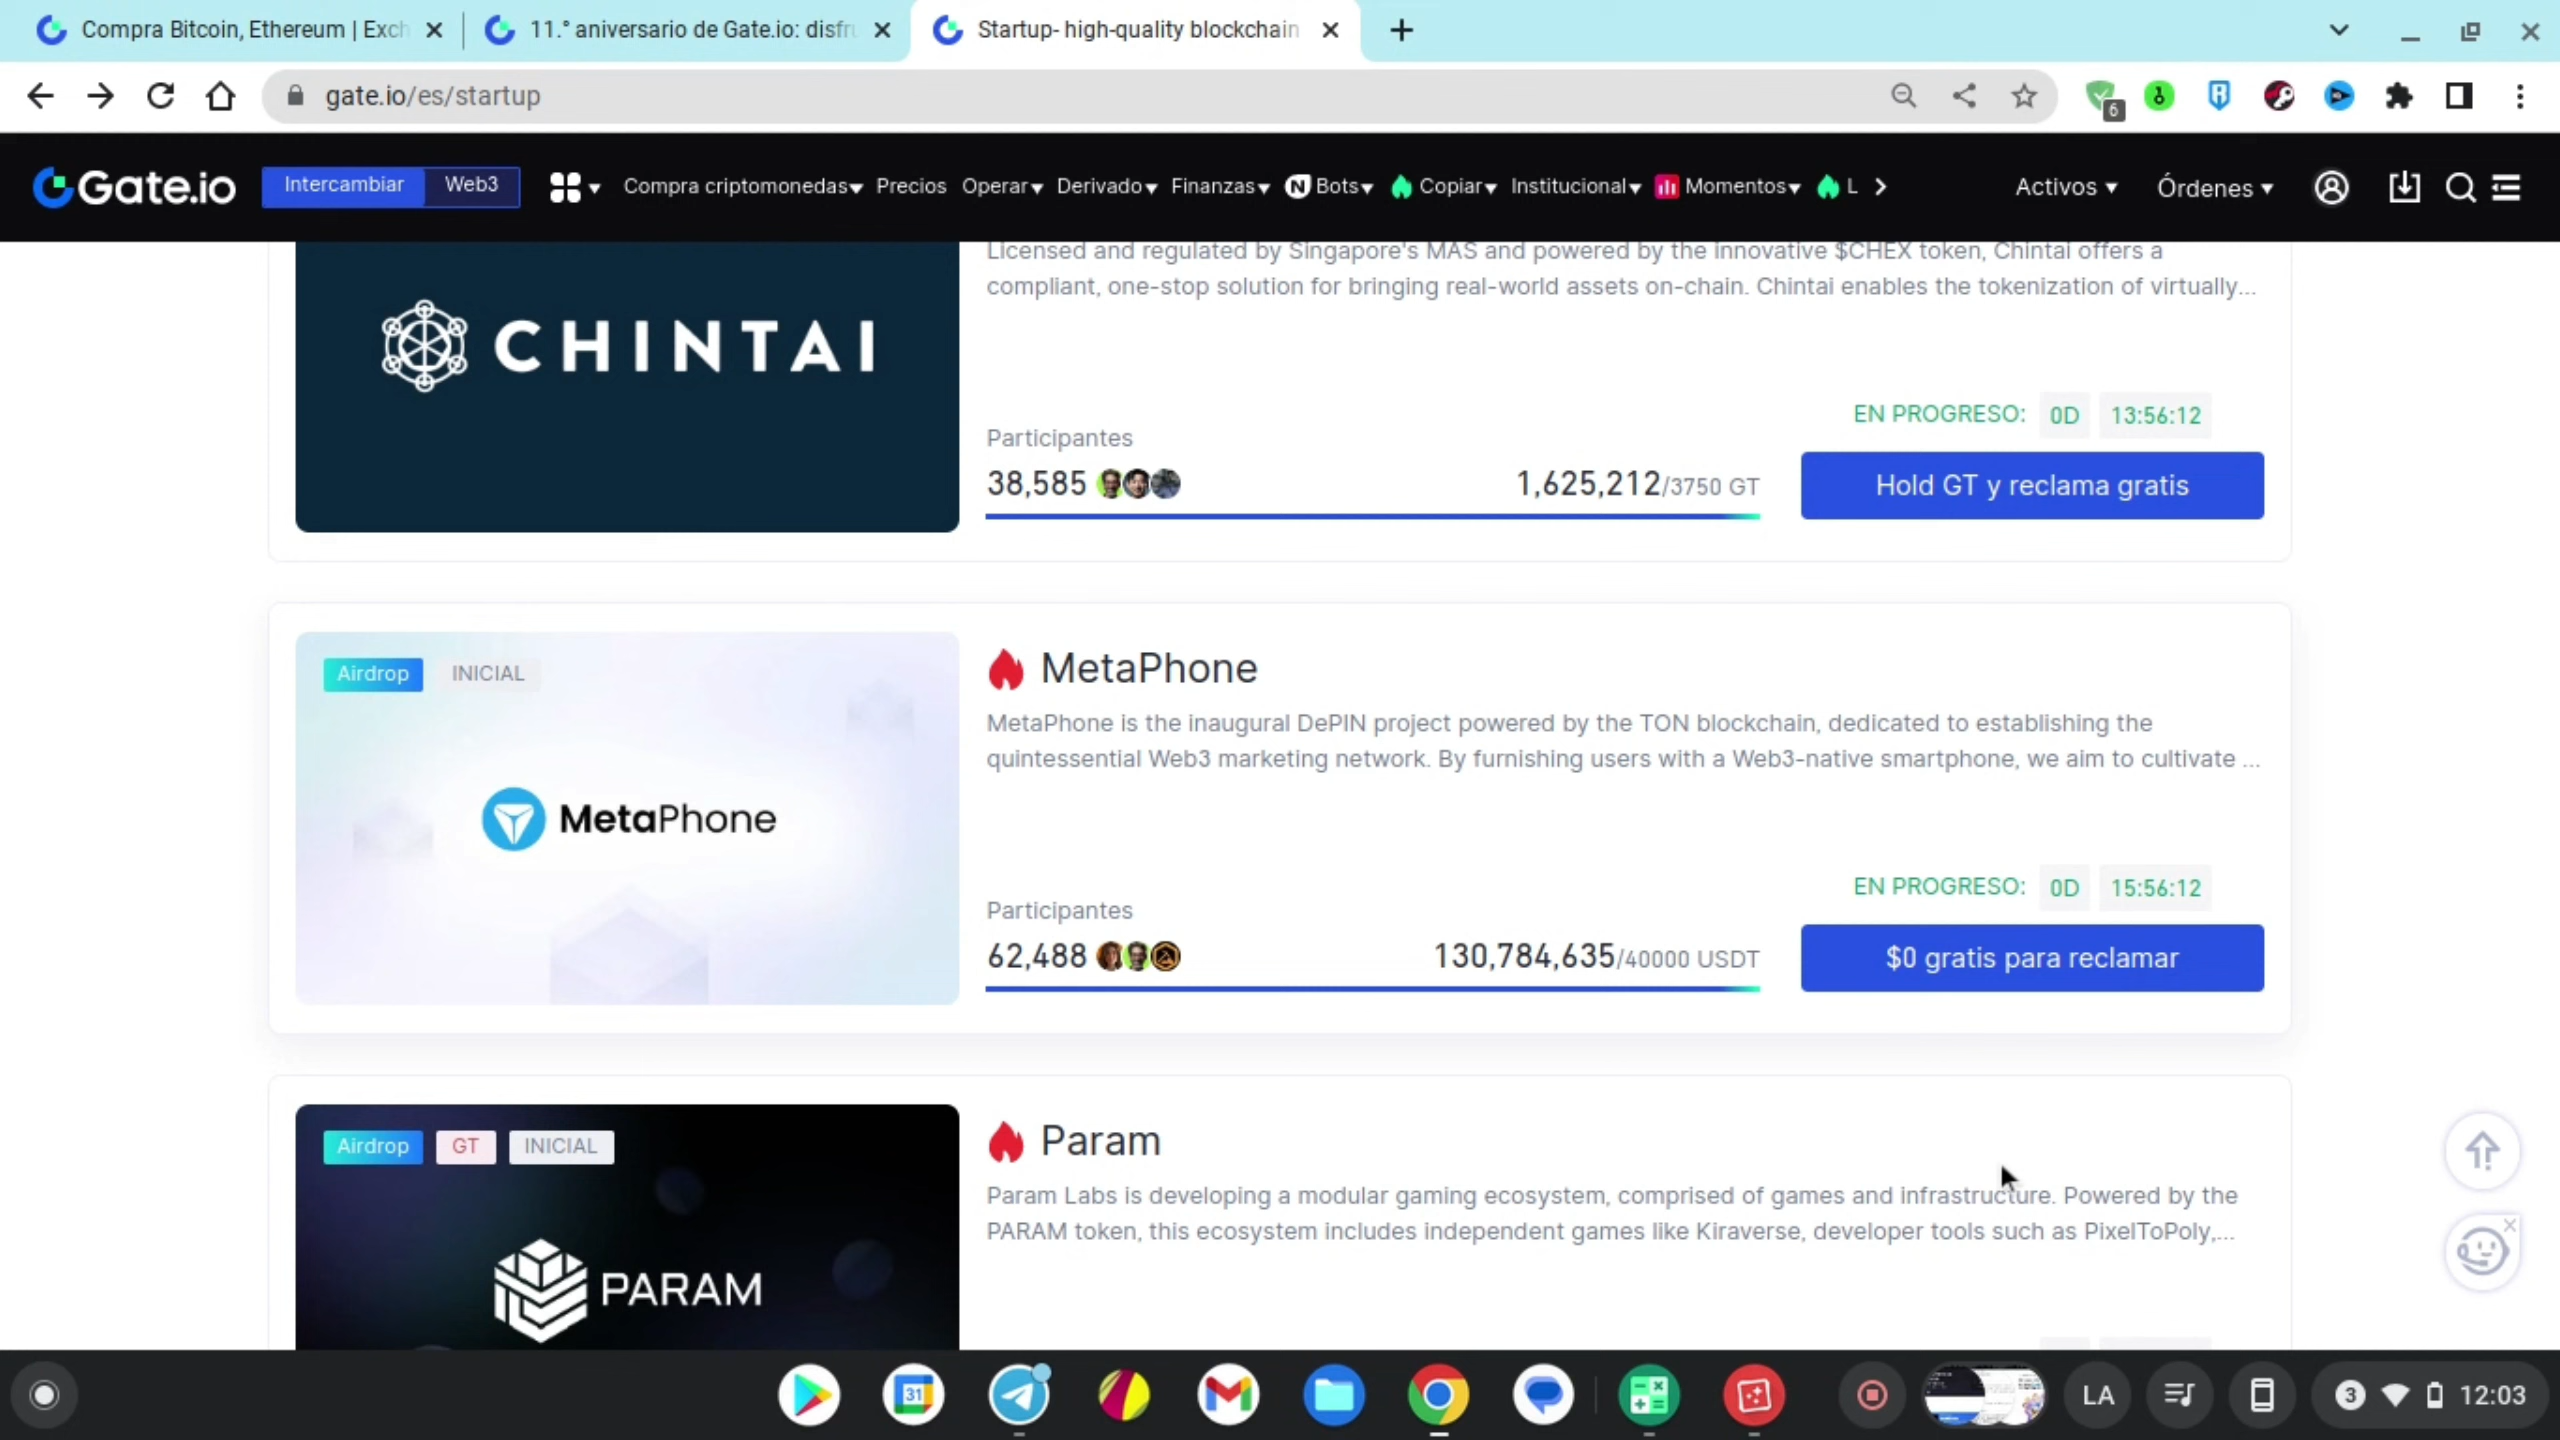 Compra Bitcoin, Ethereum | Exch
11.° aniversario de Gate.io: disfru
Startup- high-quality blockchain
gate.io/es/startup
6
Gate.io
Intercambiar Web3
Compra criptomonedas Precios Operar Derivado Finanzas Bots Copiar Institucional Momentos L
Activos Órdenes
Licensed and regulated by Singapore's MAS and powered by the innovative $CHEX token, Chintai offers a
compliant, one-stop solution for bringing real-world assets on-chain. Chintai enables the tokenization of virtually...
CHINTAI
EN PROGRESO: 0D 13:56:12
Participantes
38,585
1,625,212/3750 GT
Hold GT y reclama gratis
Airdrop INICIAL
MetaPhone
MetaPhone
MetaPhone is the inaugural DePIN project powered by the TON blockchain, dedicated to establishing the
quintessential Web3 marketing network. By furnishing users with a Web3-native smartphone, we aim to cultivate ...
EN PROGRESO: 0D 15:56:12
Participantes
62,488
130,784,635/40000 USDT
$0 gratis para reclamar
Airdrop GT INICIAL
PARAM
Param
Param Labs is developing a modular gaming ecosystem, comprised of games and infrastructure. Powered by the
PARAM token, this ecosystem includes independent games like Kiraverse, developer tools such as PixelToPoly,...
31
LA
3
12:03